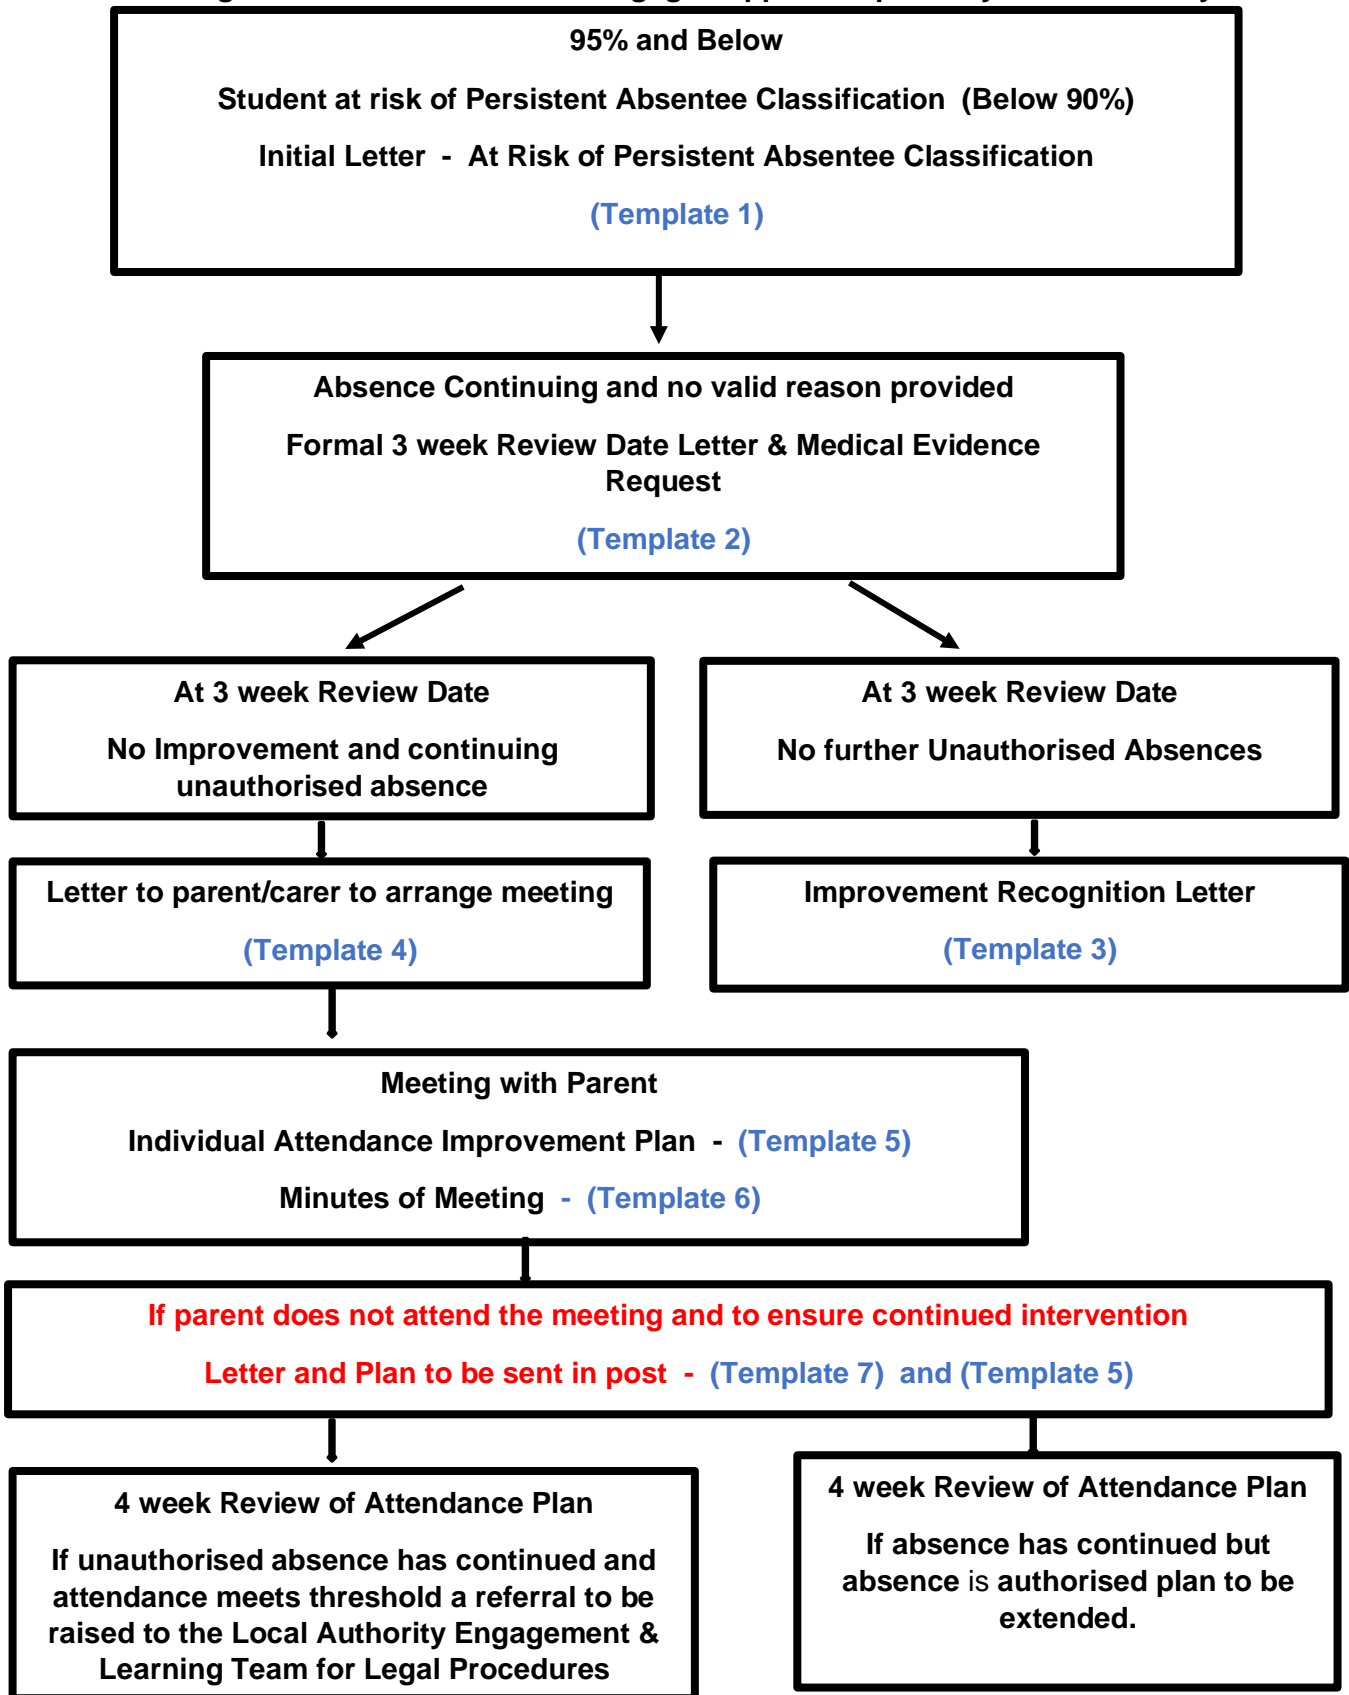 95% and Below
Student at risk of Persistent Absentee Classification (Below 90%)
Initial Letter - At Risk of Persistent Absentee Classification
(Template 1)
Absence Continuing and no valid reason provided
Formal 3 week Review Date Letter & Medical Evidence
Request
(Template 2)
At 3 week Review Date
No Improvement and continuing
unauthorised absence
At 3 week Review Date
No further Unauthorised Absences
Letter to parent/carer to arrange meeting
(Template 4)
Improvement Recognition Letter
(Template 3)
Meeting with Parent
Individual Attendance Improvement Plan - (Template 5)
Minutes of Meeting - (Template 6)
If parent does not attend the meeting and to ensure continued intervention
Letter and Plan to be sent in post - (Template 7) and (Template 5)
4 week Review of Attendance Plan
If unauthorised absence has continued and
attendance meets threshold a referral to be
raised to the Local Authority Engagement &
Learning Team for Legal Procedures
4 week Review of Attendance Plan
If absence has continued but
absence is authorised plan to be
extended.